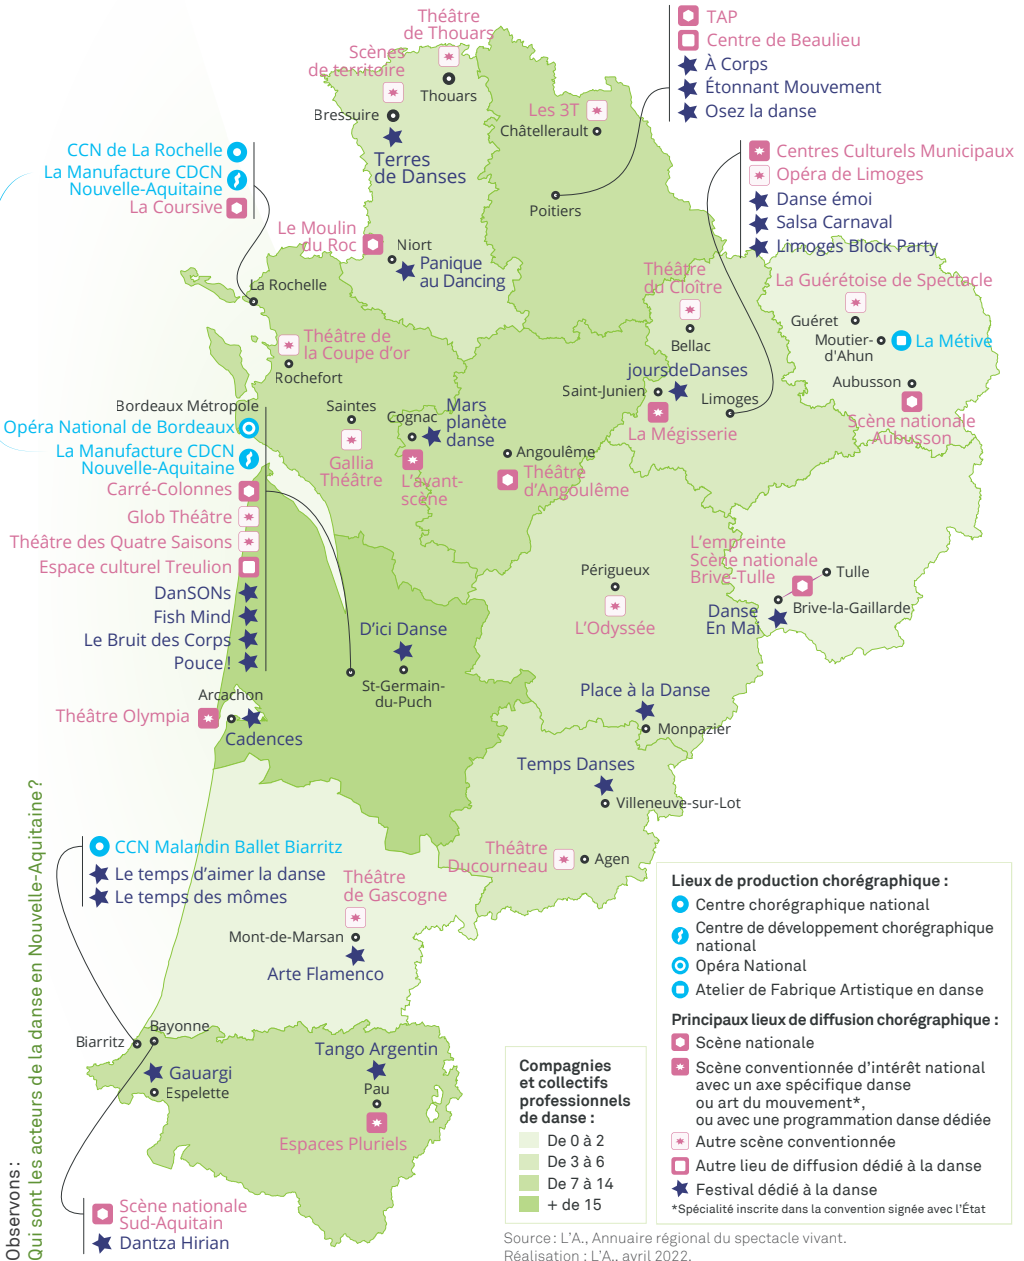 Théâtre
de Thouars
Scènes
de territoire
Thouars
Bressuire
Terres
de Danses
Les 3T
Châtellerault
Poitiers
TAP
Centre de Beaulieu
À Corps
Étonnant Mouvement
Osez la danse
CCN de La Rochelle
La Manufacture CDCN
Nouvelle-Aquitaine
La Coursive
Centres Culturels Municipaux
Opéra de Limoges
Danse émoi
Salsa Carnaval
Limoges Block Party
Le Moulin
du Roc
Niort
Panique
au Dancing
La Rochelle
Théâtre
du Cloître
Bellac
La Guérétoise de Spectacle
Guéret
Moutier-
d'Ahun
La Métive
Aubusson
Scène nationale
Aubusson
Théâtre de
la Coupe d'or
Rochefort
joursdeDanses
Saint-Junien
Limoges
La Mégisserie
Bordeaux Métropole
Opéra National de Bordeaux
La Manufacture CDCN
Nouvelle-Aquitaine
Carré-Colonnes
Glob Théâtre
Théâtre des Quatre Saisons
Espace culturel Treulion
DanSONs
Fish Mind
Le Bruit des Corps
Pouce !
Saintes
Gallia
Théâtre
Cognac
Mars
planète
danse
L'avant-
scène
Angoulême
Théâtre
d'Angoulême
L'empreinte
Scène nationale
Brive-Tulle
Tulle
Brive-la-Gaillarde
Danse
En Mai
Périgueux
L'Odyssée
D'ici Danse
St-Germain-
du-Puch
Arcachon
Théâtre Olympia
Cadences
Place à la Danse
Monpazier
Temps Danses
Villeneuve-sur-Lot
Théâtre
Ducourneau
Agen
CCN Malandin Ballet Biarritz
Le temps d'aimer la danse
Le temps des mômes
Théâtre
de Gascogne
Mont-de-Marsan
Arte Flamenco
Bayonne
Biarritz
Gauargi
Espelette
Tango Argentin
Pau
Espaces Pluriels
Scène nationale
Sud-Aquitain
Dantza Hirian
Compagnies
et collectifs
professionnels
de danse :
De 0 à 2
De 3 à 6
De 7 à 14
+ de 15
Lieux de production chorégraphique :
Centre chorégraphique national
Centre de développement chorégraphique
national
Opéra National
Atelier de Fabrique Artistique en danse
Principaux lieux de diffusion chorégraphique :
Scène nationale
Scène conventionnée d'intérêt national
avec un axe spécifique danse
ou art du mouvement*,
ou avec une programmation danse dédiée
Autre scène conventionnée
Autre lieu de diffusion dédié à la danse
Festival dédié à la danse
*Spécialité inscrite dans la convention signée avec l'État
Source : L'A., Annuaire régional du spectacle vivant.
Réalisation : L'A., avril 2022.
Observons :
Qui sont les acteurs de la danse en Nouvelle-Aquitaine ?